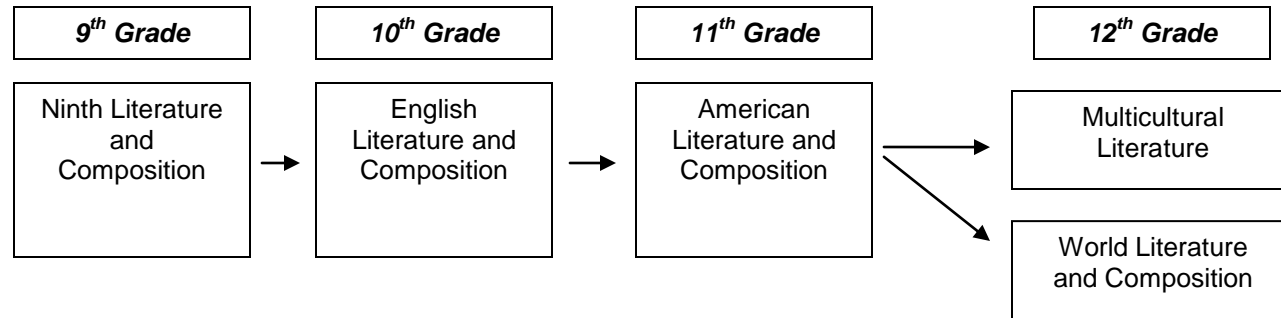 9th Grade
10th Grade
11th Grade
12th Grade
Ninth Literature
and
Composition
English
Literature and
Composition
American
Literature and
Composition
Multicultural
Literature
World Literature
and Composition